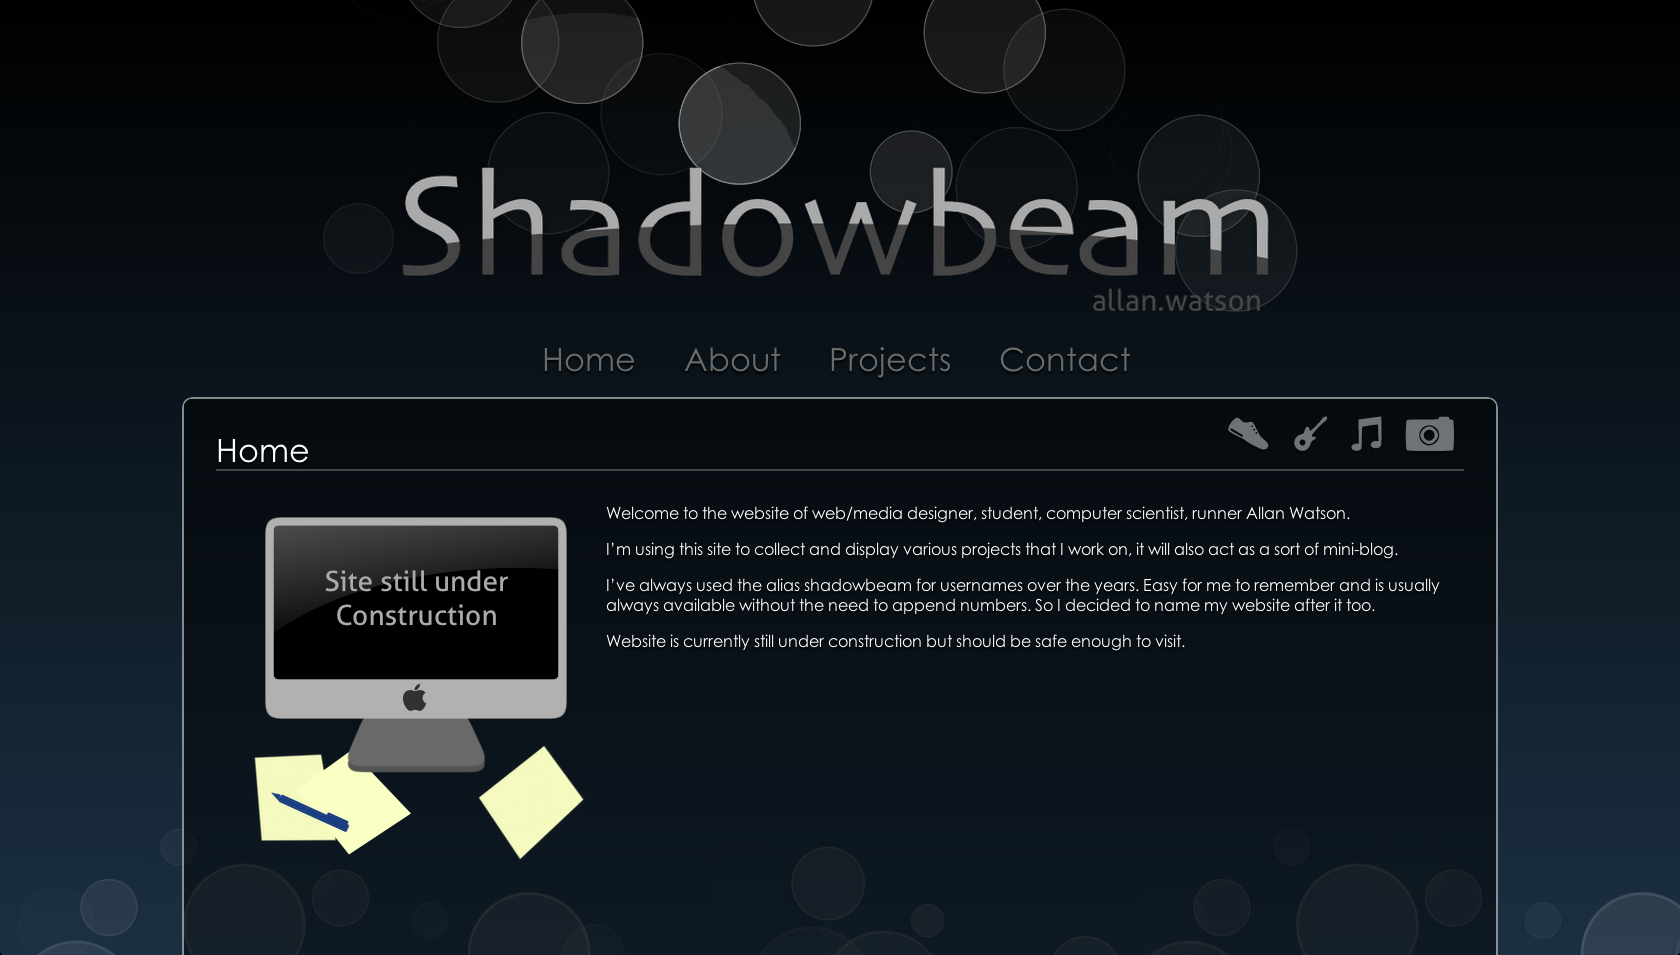 Shadowbeam
allan.watson
Home About Projects Contact
Home
Site still under
Construction
Welcome to the website of web/media designer, student, computer scientist, runner Allan Watson.
I'm using this site to collect and display various projects that I work on, it will also act as a sort of mini-blog.
I've always used the alias shadowbeam for usernames over the years. Easy for me to remember and is usually
always available without the need to append numbers. So I decided to name my website after it too.
Website is currently still under construction but should be safe enough to visit.